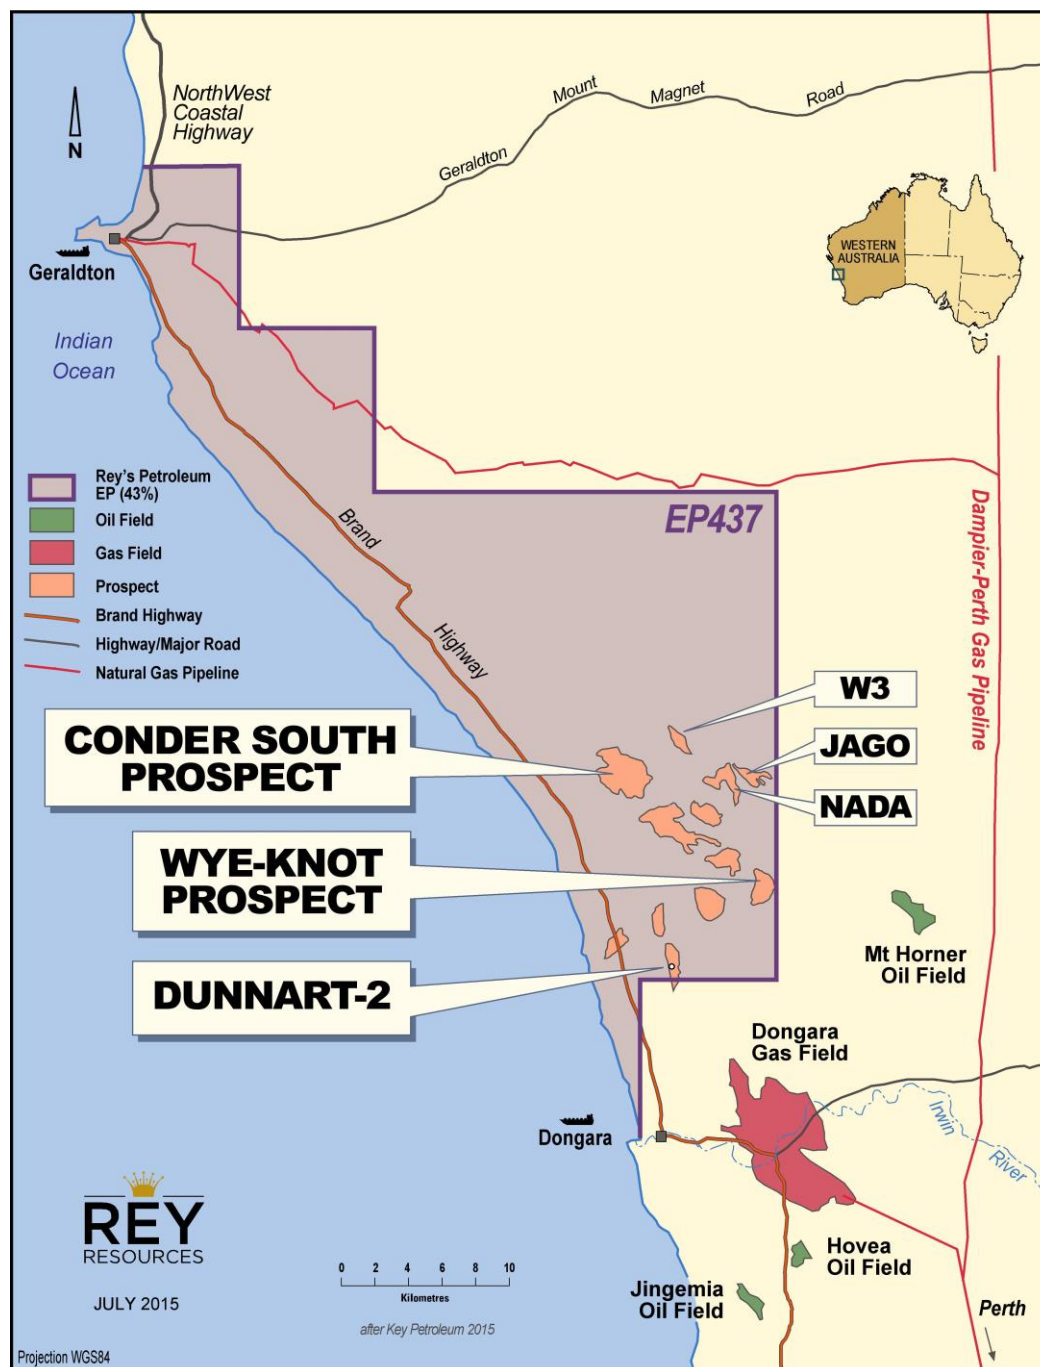 NorthWest
Coastal
Highway
Geraldton Mount Magnet Road
N
WESTERN
AUSTRALIA
Geraldton
Indian
Ocean
Rey's Petroleum
EP (43%)
Oil Field
Gas Field
Prospect
Brand Highway
Highway/Major Road
Natural Gas Pipeline
EP437
Brand Highway
Dampier-Perth Gas Pipeline
W3
JAGO
NADA
CONDER SOUTH
PROSPECT
WYE-KNOT
PROSPECT
DUNNART-2
Mt Horner
Oil Field
Dongara
Gas Field
Irwin River
Dongara
REY
RESOURCES
JULY 2015
0 2 4 6 8 10
Kilometres
after Key Petroleum 2015
Hovea
Oil Field
Jingemia
Oil Field
Perth
Projection WGS84